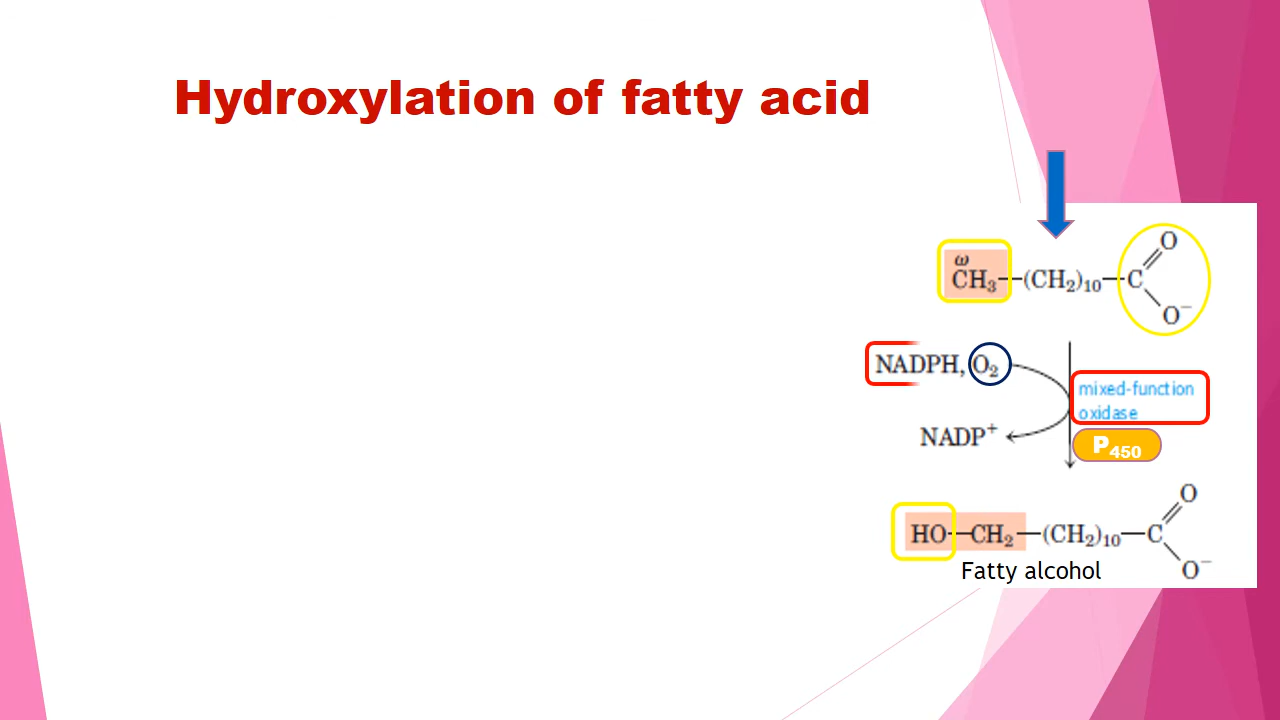 Hydroxylation of fatty acid
ω
CH₃—(CH₂)₁₀—C
O
O⁻
NADPH, O₂
mixed-function
oxidase
NADP⁺
P₄₅₀
O
HO—CH₂—(CH₂)₁₀—C
O⁻
Fatty alcohol